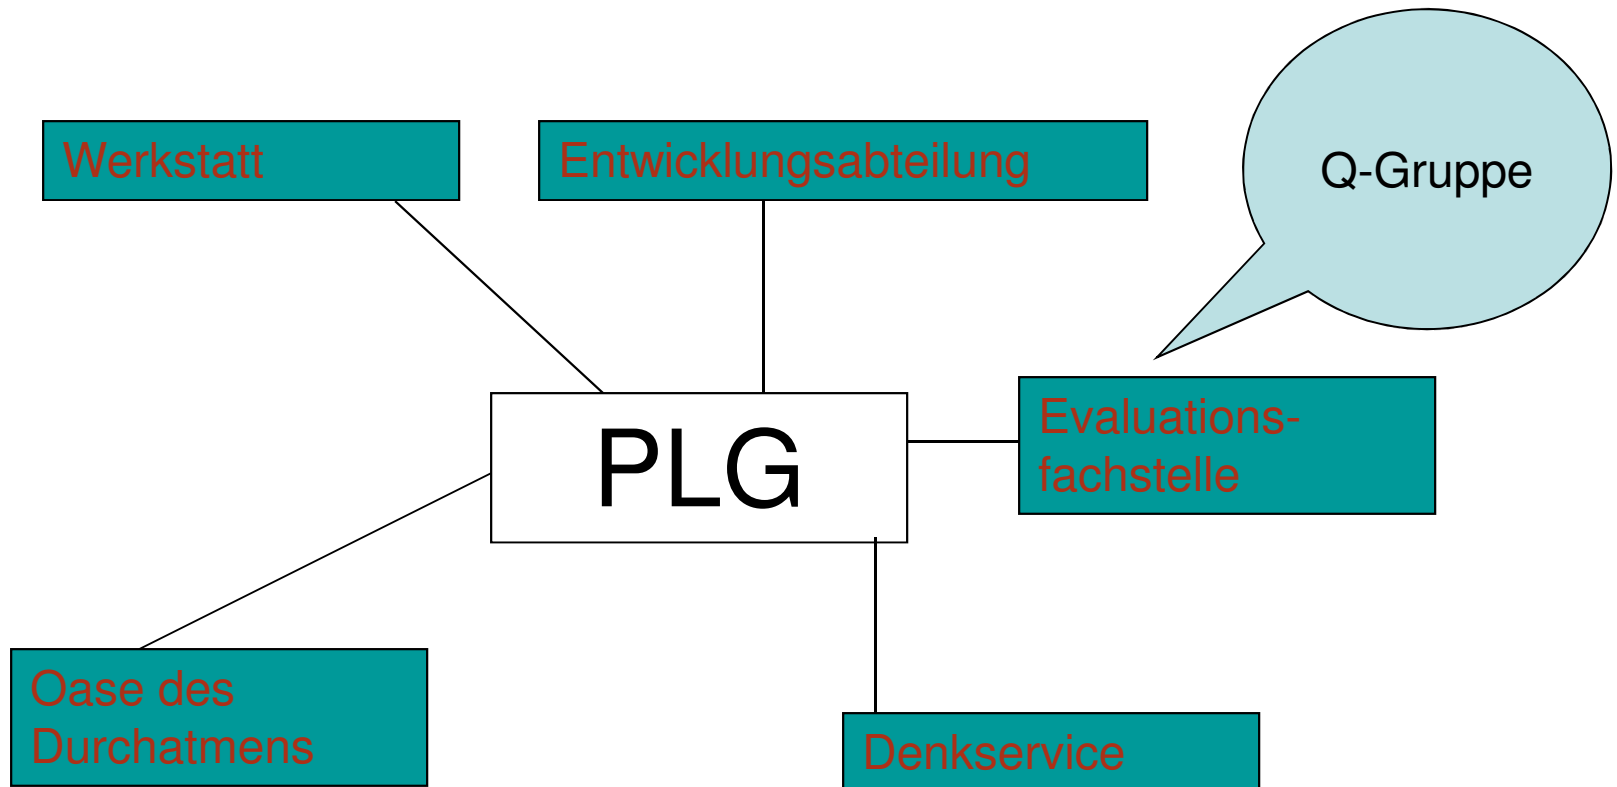 Werkstatt
Entwicklungsabteilung
Q-Gruppe
PLG
Evaluations-
fachstelle
Oase des
Durchatmens
Denkservice